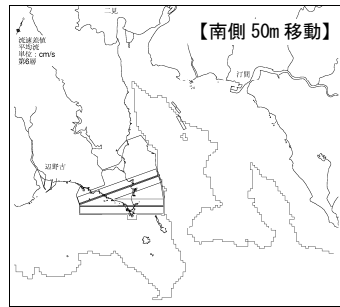 二見
【南側 50m 移動】
流速差値
平均流
単位:cm/s
第6層
汀間
辺野古